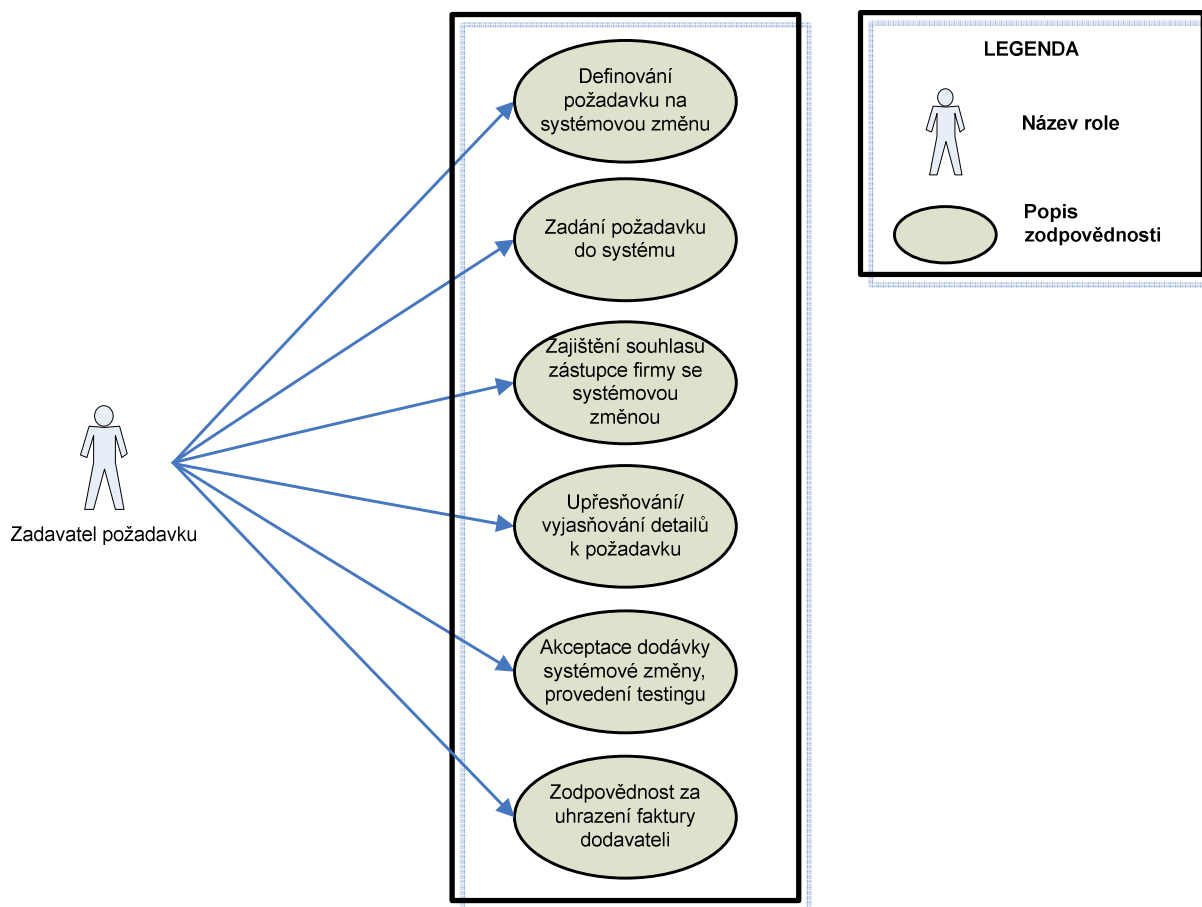 Definování
požadavku na
systémovou změnu
Zadání požadavku
do systému
Zajištění souhlasu
zástupce firmy se
systémovou
změnou
Upřesňování/
vyjasňování detailů
k požadavku
Akceptace dodávky
systémové změny,
provedení testingu
Zodpovědnost za
uhrazení faktury
dodavateli
Zadavatel požadavku
LEGENDA
Název role
Popis
zodpovědnosti